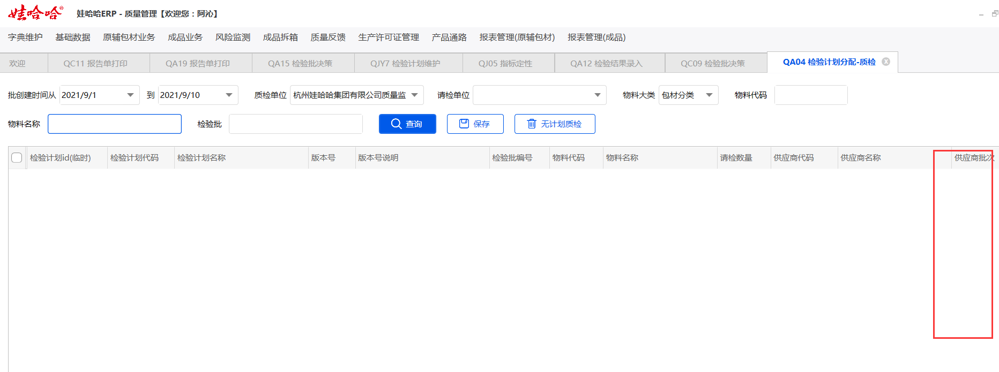 娃哈哈® 娃哈哈ERP - 质量管理【欢迎您：阿沁】
字典维护 基础数据 原辅包材业务 成品业务 风险监测 成品拆箱 质量反馈 生产许可证管理 产品通路 报表管理(原辅包材) 报表管理(成品)
欢迎 QC11 报告单打印 QA19 报告单打印 QA15 检验批决策 QJY7 检验计划维护 QJ05 指标定性 QA12 检验结果录入 QC09 检验批决策 QA04 检验计划分配-质检
批创建时间从 2021/9/1 到 2021/9/10 质检单位 杭州娃哈哈集团有限公司质量监 请检单位 物料大类 包材分类 物料代码
物料名称 检验批 查询 保存 无计划质检
检验计划id(临时) 检验计划代码 检验计划名称 版本号 版本号说明 检验批编号 物料代码 物料名称 请检数量 供应商代码 供应商名称 供应商批次